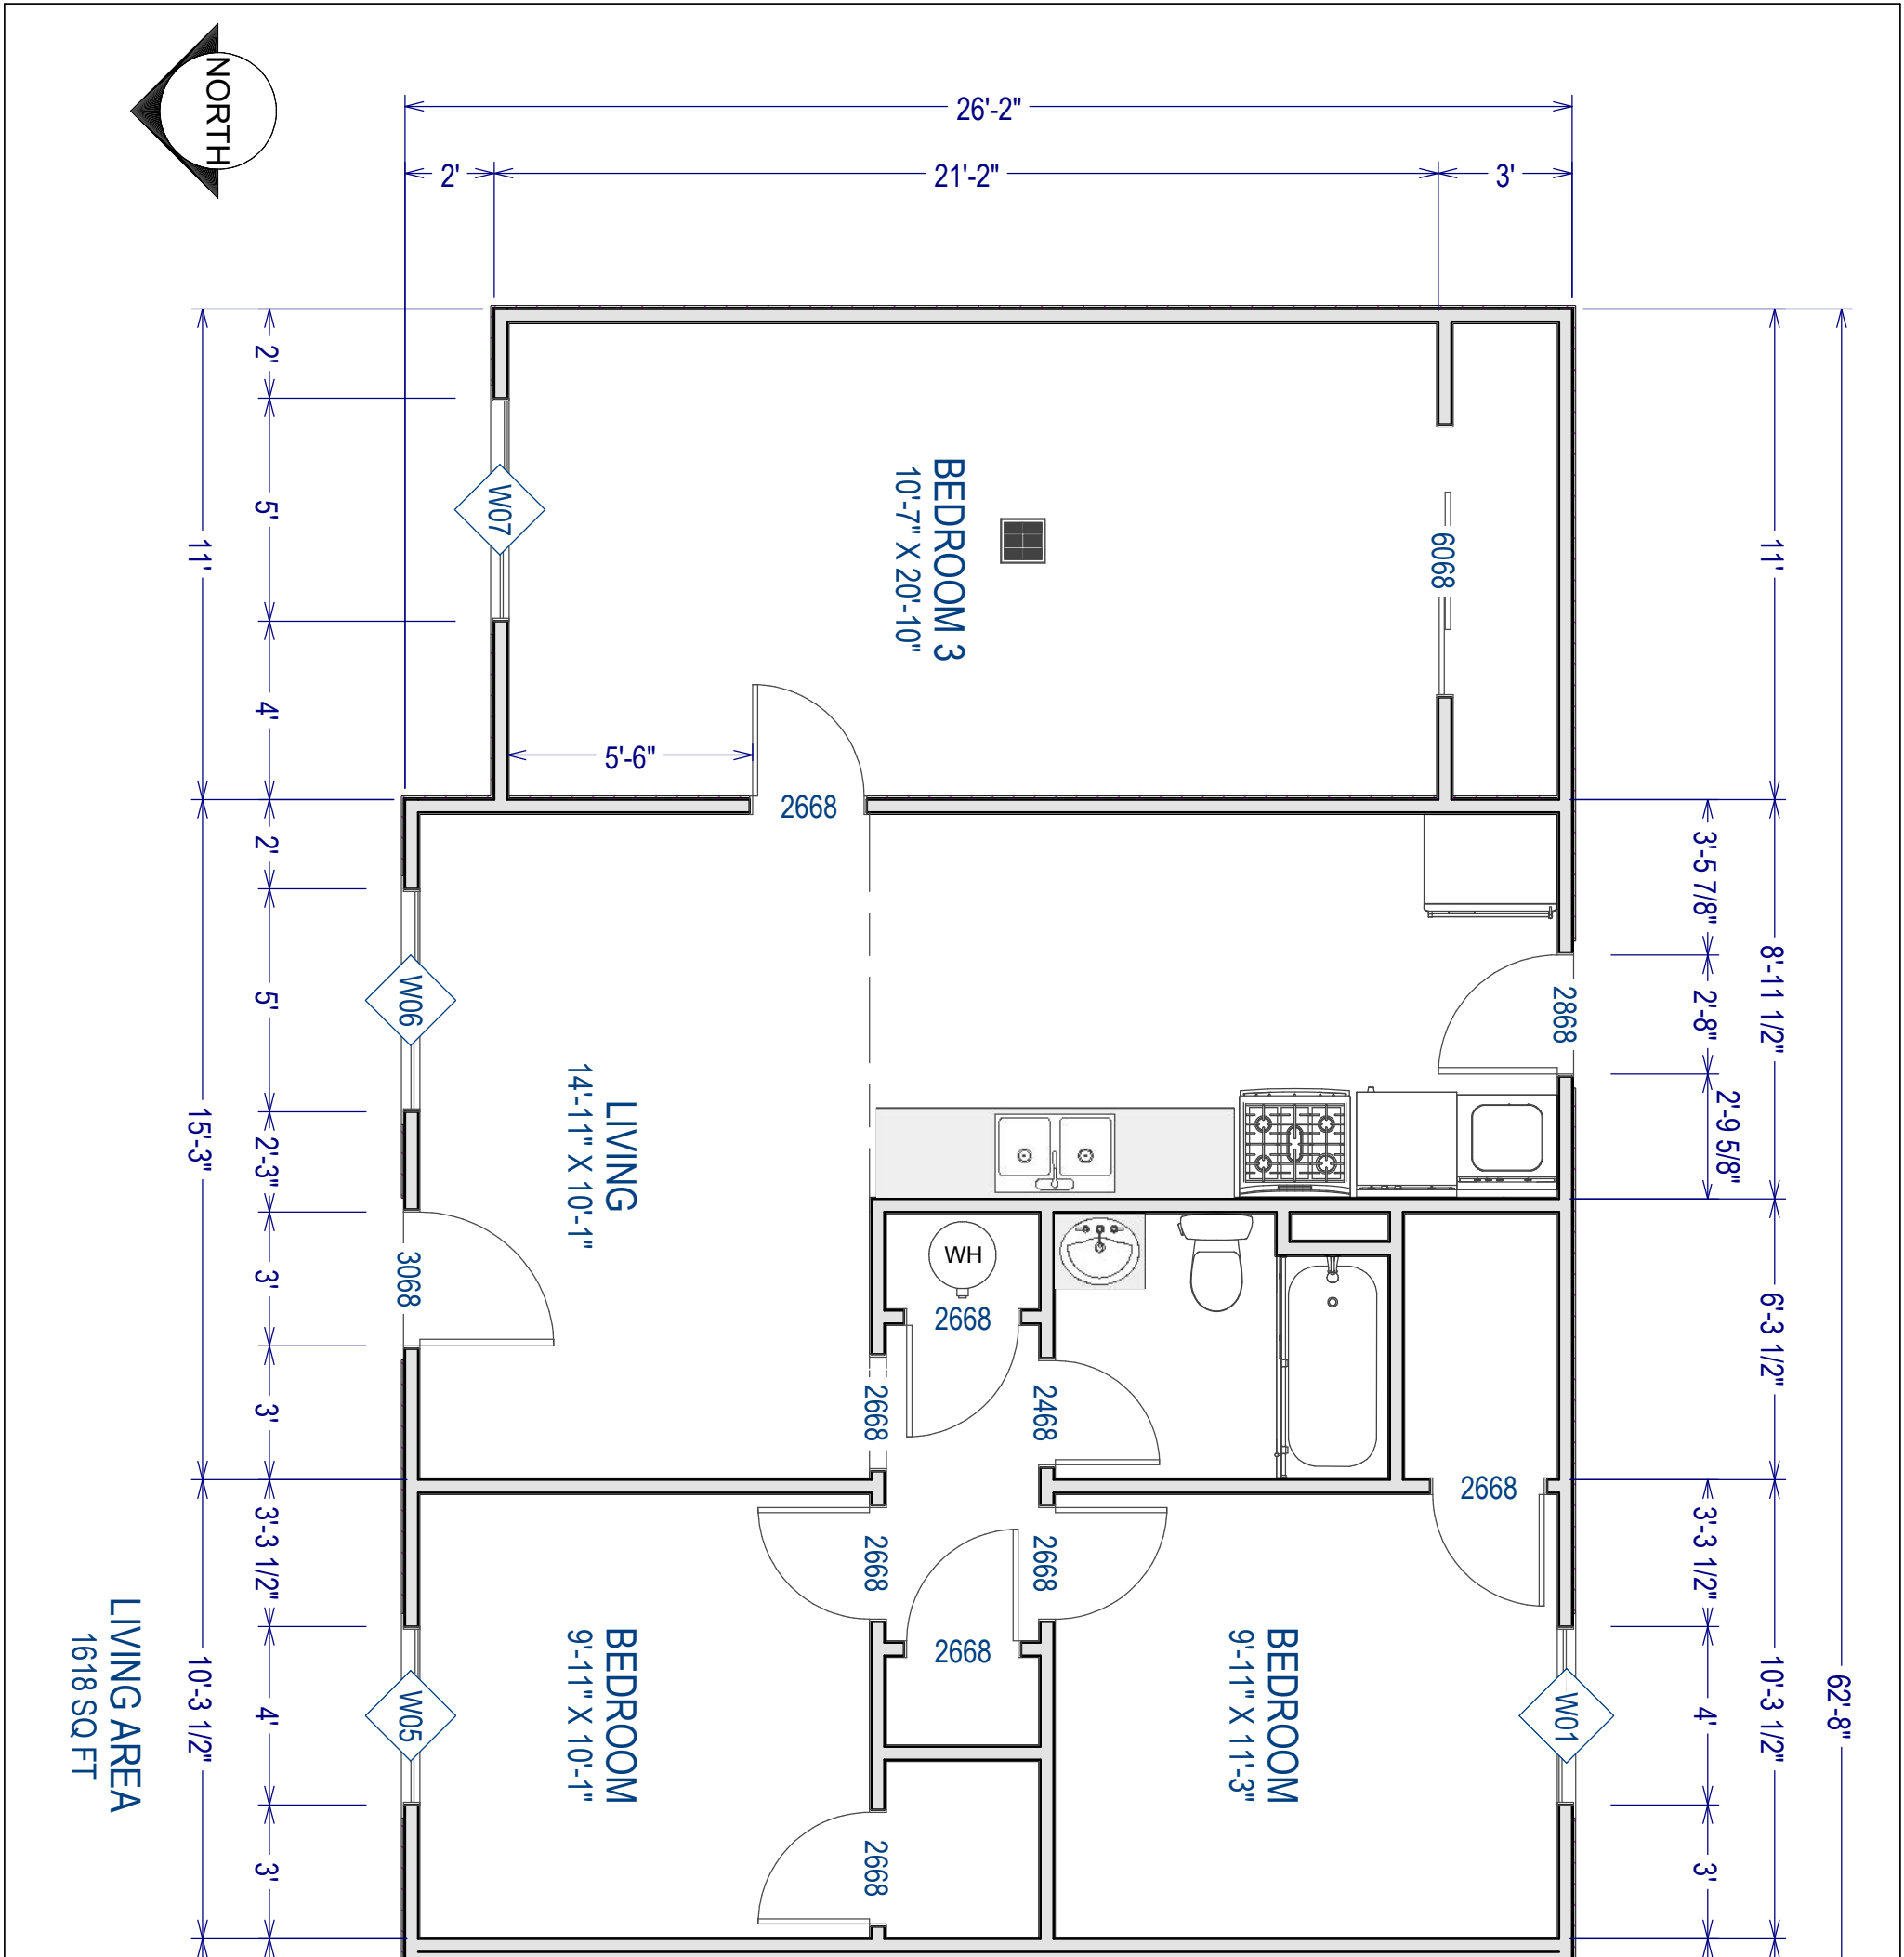 NORTH
26'-2"
2'
21'-2"
3'
2'
5'
4'
11'
2'
5'
2'-3"
3'
3'
15'-3"
3'-3 1/2"
4'
3'
10'-3 1/2"
W07
BEDROOM 3
10'-7" X 20'-10"
6068
5'-6"
2668
11'
62'-8"
3'-5 7/8"
2'-8"
2'-9 5/8"
8'-11 1/2"
2868
W06
LIVING
14'-11" X 10'-1"
3068
WH
2668
2668
2468
2668
6'-3 1/2"
2668
2668
2668
BEDROOM
9'-11" X 10'-1"
W05
2668
BEDROOM
9'-11" X 11'-3"
W01
3'-3 1/2"
4'
3'
10'-3 1/2"
LIVING AREA
1618 SQ FT